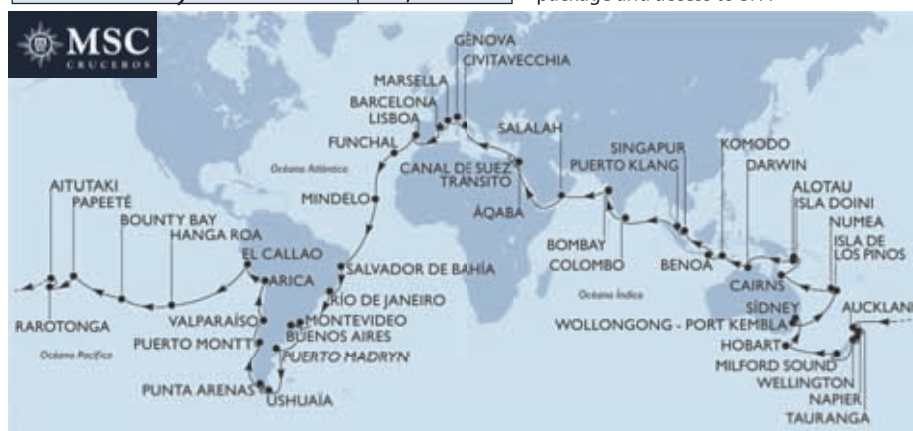 MSC
CRUCEROS
GÉNOVA
CIVITAVECCHIA
MARSELLA
BARCELONA
LISBOA
FUNCHAL
Océano Atlántico
MINDELO
SALALAH
CANAL DE SUEZ
TRÁNSITO
ÁQABA
SINGAPUR
PUERTO KLANG
KOMODO
DARWIN
ALOTAU
ISLA DOINI
NUMEA
ISLA DE
LOS PINOS
BOMBAY
COLOMBO
BENOA
Océano Índico
CAIRNS
SÍDNEY
WOLLONGONG - PORT KEMBLA
AUCKLAN
HOBART
MILFORD SOUND
WELLINGTON
NAPIER
TAURANGA
AITUTAKI
PAPEETÉ
BOUNTY BAY
HANGA ROA
EL CALLAO
ARICA
SALVADOR DE BAHÍA
RÍO DE JANEIRO
MONTEVIDEO
BUENOS AIRES
PUERTO MADRYN
RAROTONGA
Océano Pacífico
VALPARAÍSO
PUERTO MONTT
PUNTA ARENAS
USHUAÍA